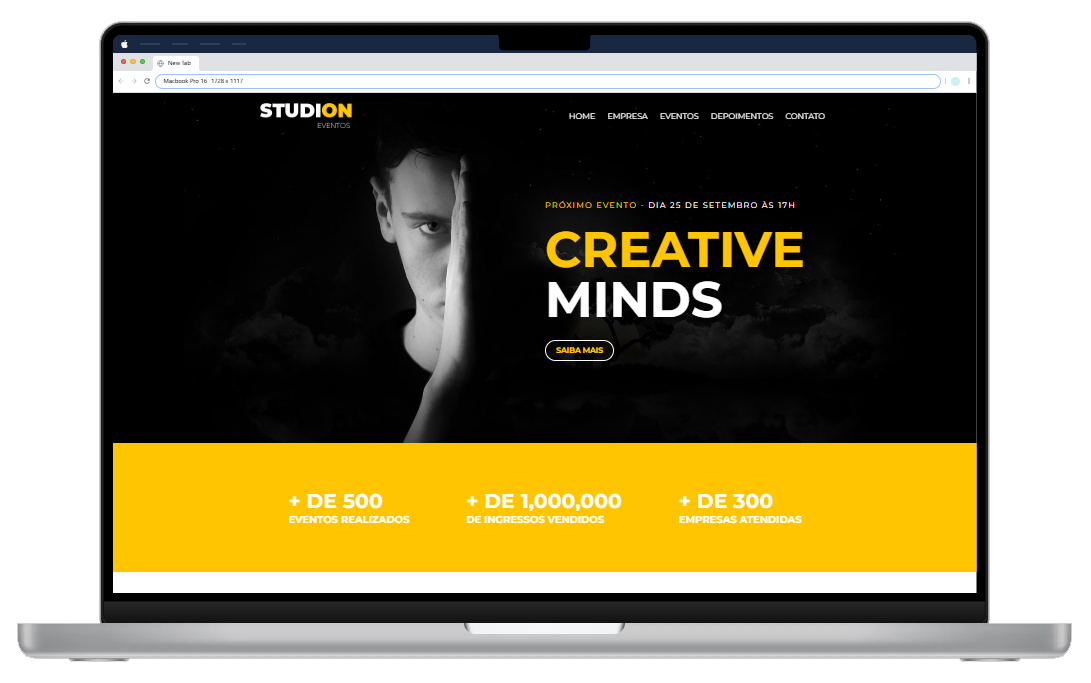 New Tab
Macbook Pro 16 1728 x 1117
STUDION
EVENTOS
HOME EMPRESA EVENTOS DEPOIMENTOS CONTATO
PRÓXIMO EVENTO - DIA 25 DE SETEMBRO ÀS 17H
CREATIVE
MINDS
SAIBA MAIS
+ DE 500 + DE 1,000,000 + DE 300
EVENTOS REALIZADOS DE INGRESSOS VENDIDOS EMPRESAS ATENDIDAS